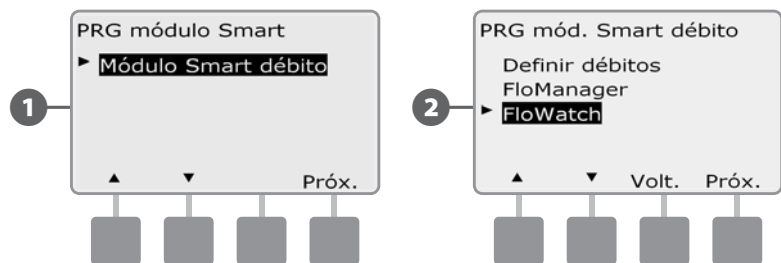 1
PRG módulo Smart
► Módulo Smart débito
▲ ▼ Próx.
2
PRG mód. Smart débito
Definir débitos
FloManager
► FloWatch
▲ ▼ Volt. Próx.